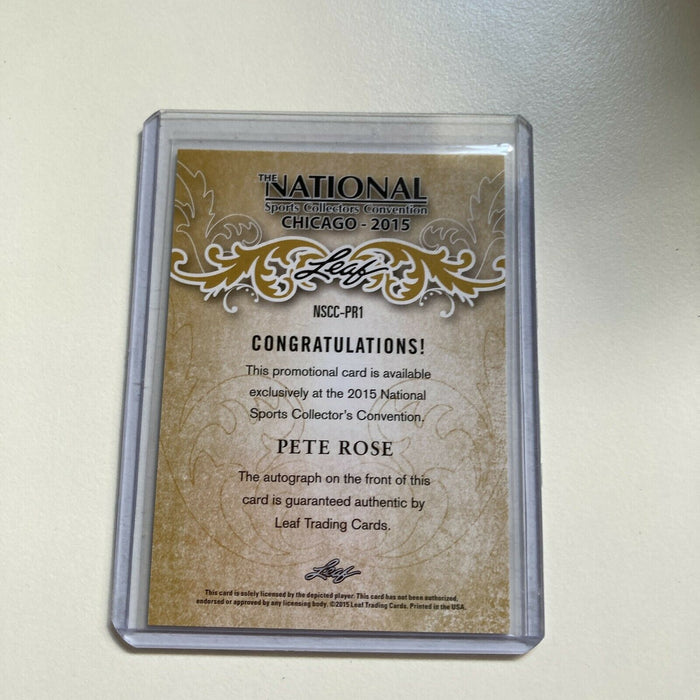 THE
NATIONAL
Sports Collectors Convention
CHICAGO - 2015
Leaf
NSCC-PR1
CONGRATULATIONS!
This promotional card is available
exclusively at the 2015 National
Sports Collector's Convention.
PETE ROSE
The autograph on the front of this
card is guaranteed authentic by
Leaf Trading Cards.
Leaf
This card is solely licensed by the depicted player. This card has not been authorized,
endorsed or approved by any licensing body. ©2015 Leaf Trading Cards. Printed in the USA.